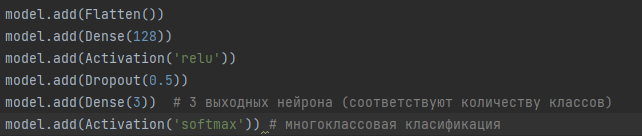 model.add(Flatten())
model.add(Dense(128))
model.add(Activation('relu'))
model.add(Dropout(0.5))
model.add(Dense(3))  # 3 выходных нейрона (соответствуют количеству классов)
model.add(Activation('softmax')) # многоклассовая класификация